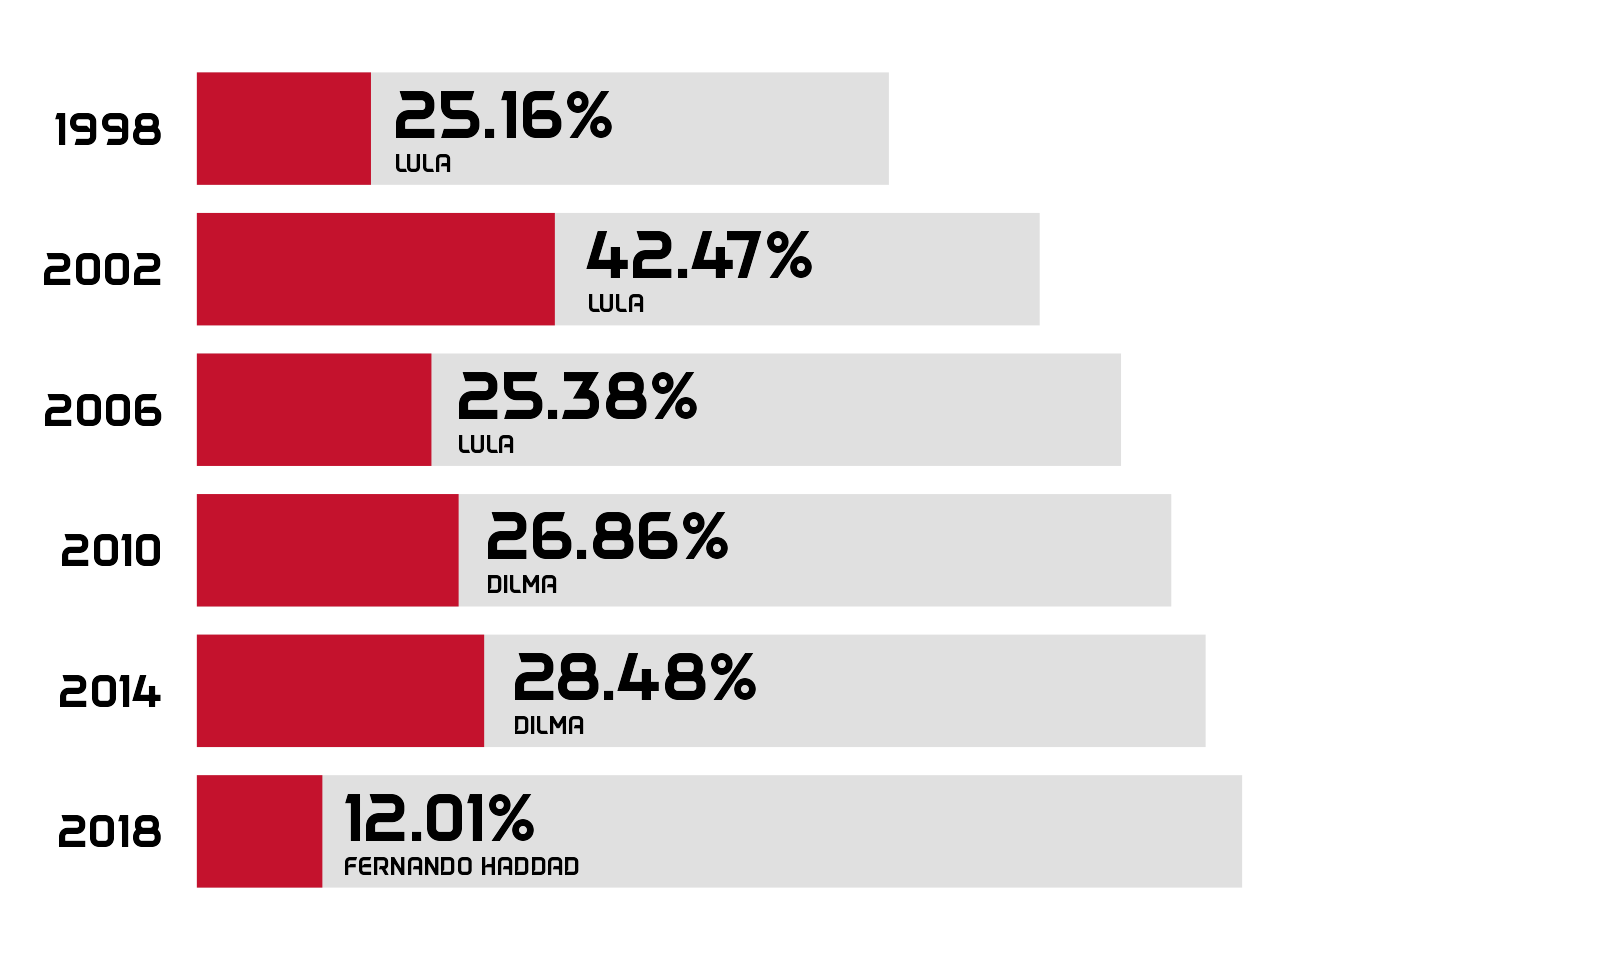 1998
25.16%
LULA
2002
42.47%
LULA
2006
25.38%
LULA
2010
26.86%
DILMA
2014
28.48%
DILMA
2018
12.01%
FERNANDO HADDAD